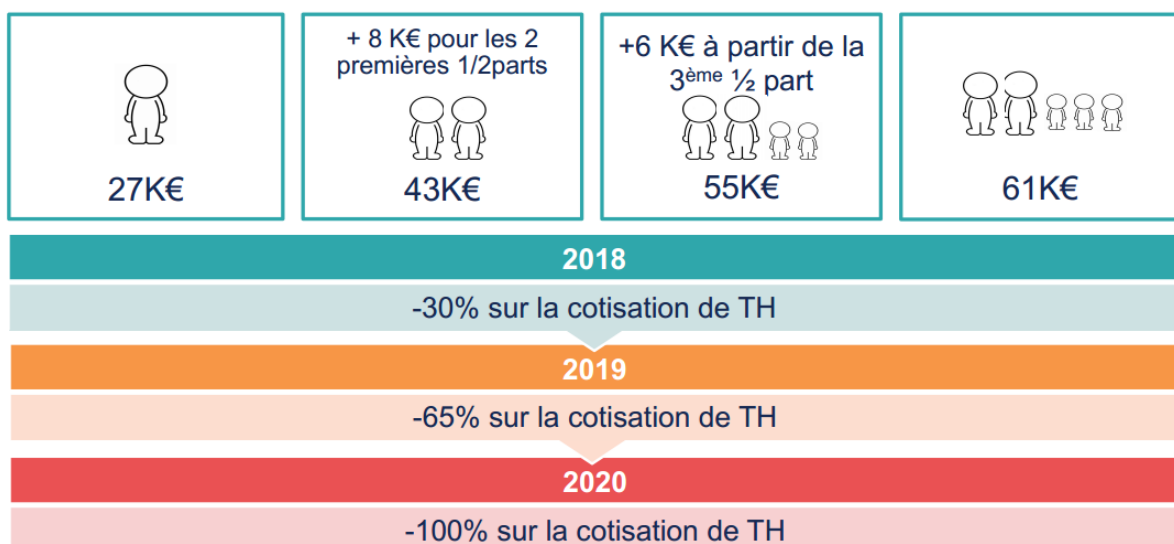 27K€
+ 8 K€ pour les 2
premières 1/2parts
43K€
+6 K€ à partir de la
3ème ½ part
55K€
61K€
2018
-30% sur la cotisation de TH
2019
-65% sur la cotisation de TH
2020
-100% sur la cotisation de TH